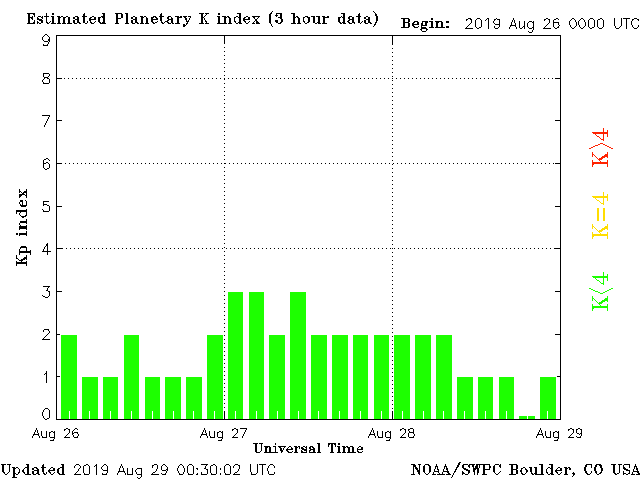 Estimated Planetary K index (3 hour data)
Begin: 2019 Aug 26 0000 UTC
9
8
7
6
5
4
3
2
1
0
Kp index
K>4
K=4
K<4
Aug 26
Aug 27
Aug 28
Aug 29
Universal Time
Updated 2019 Aug 29 00:30:02 UTC
NOAA/SWPC Boulder, CO USA